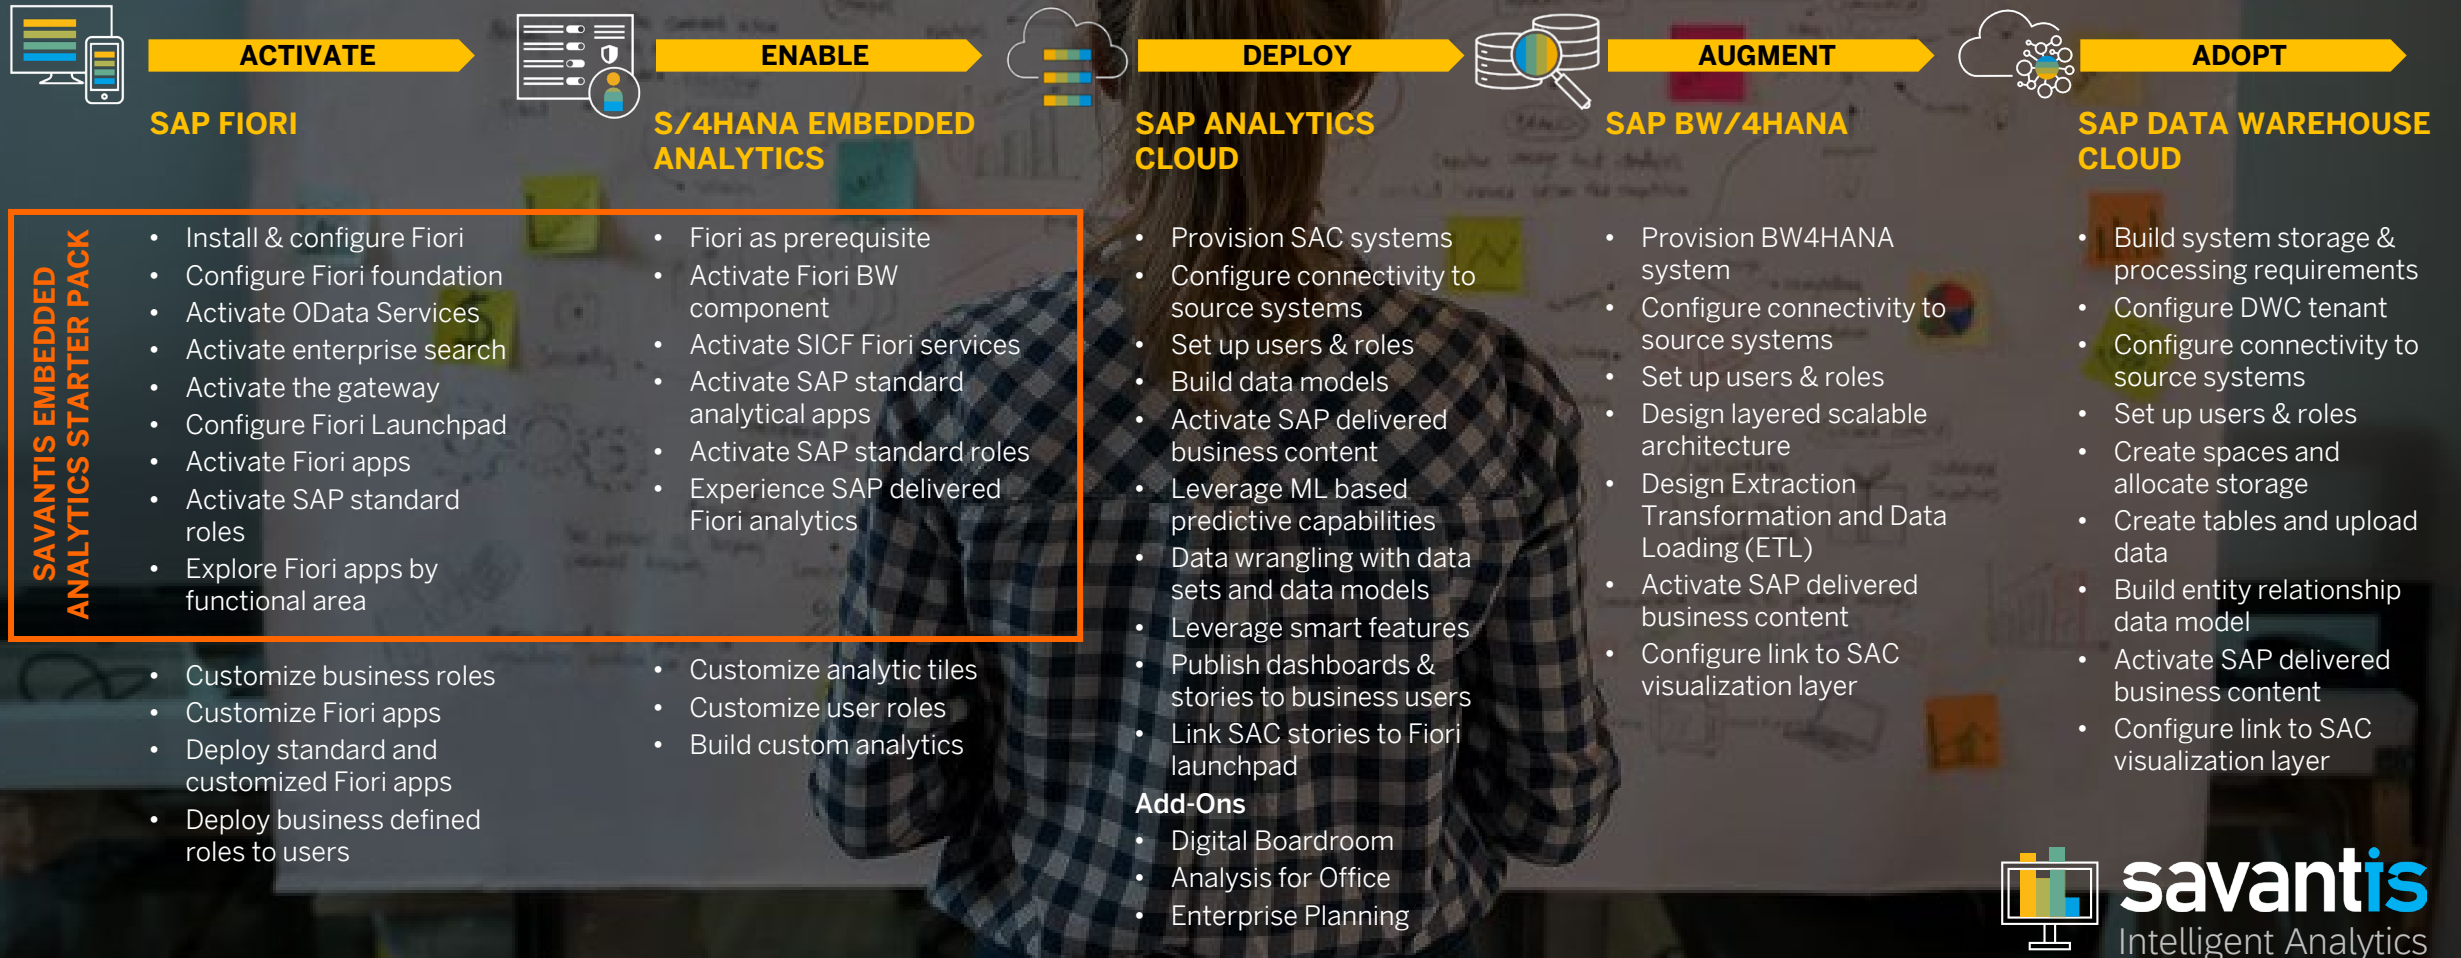 ACTIVATE
SAP FIORI
SAVANTIS EMBEDDED
ANALYTICS STARTER PACK
• Install & configure Fiori
• Configure Fiori foundation
• Activate OData Services
• Activate enterprise search
• Activate the gateway
• Configure Fiori Launchpad
• Activate Fiori apps
• Activate SAP standard
roles
• Explore Fiori apps by
functional area
• Customize business roles
• Customize Fiori apps
• Deploy standard and
customized Fiori apps
• Deploy business defined
roles to users
ENABLE
S/4HANA EMBEDDED
ANALYTICS
• Fiori as prerequisite
• Activate Fiori BW
component
• Activate SICF Fiori services
• Activate SAP standard
analytical apps
• Activate SAP standard roles
• Experience SAP delivered
Fiori analytics
• Customize analytic tiles
• Customize user roles
• Build custom analytics
DEPLOY
SAP ANALYTICS
CLOUD
• Provision SAC systems
• Configure connectivity to
source systems
• Set up users & roles
• Build data models
• Activate SAP delivered
business content
• Leverage ML based
predictive capabilities
• Data wrangling with data
sets and data models
• Leverage smart features
• Publish dashboards &
stories to business users
• Link SAC stories to Fiori
launchpad
Add-Ons
• Digital Boardroom
• Analysis for Office
• Enterprise Planning
AUGMENT
SAP BW/4HANA
• Provision BW4HANA
system
• Configure connectivity to
source systems
• Set up users & roles
• Design layered scalable
architecture
• Design Extraction
Transformation and Data
Loading (ETL)
• Activate SAP delivered
business content
• Configure link to SAC
visualization layer
ADOPT
SAP DATA WAREHOUSE
CLOUD
• Build system storage &
processing requirements
• Configure DWC tenant
• Configure connectivity to
source systems
• Set up users & roles
• Create spaces and
allocate storage
• Create tables and upload
data
• Build entity relationship
data model
• Activate SAP delivered
business content
• Configure link to SAC
visualization layer
savantis
Intelligent Analytics